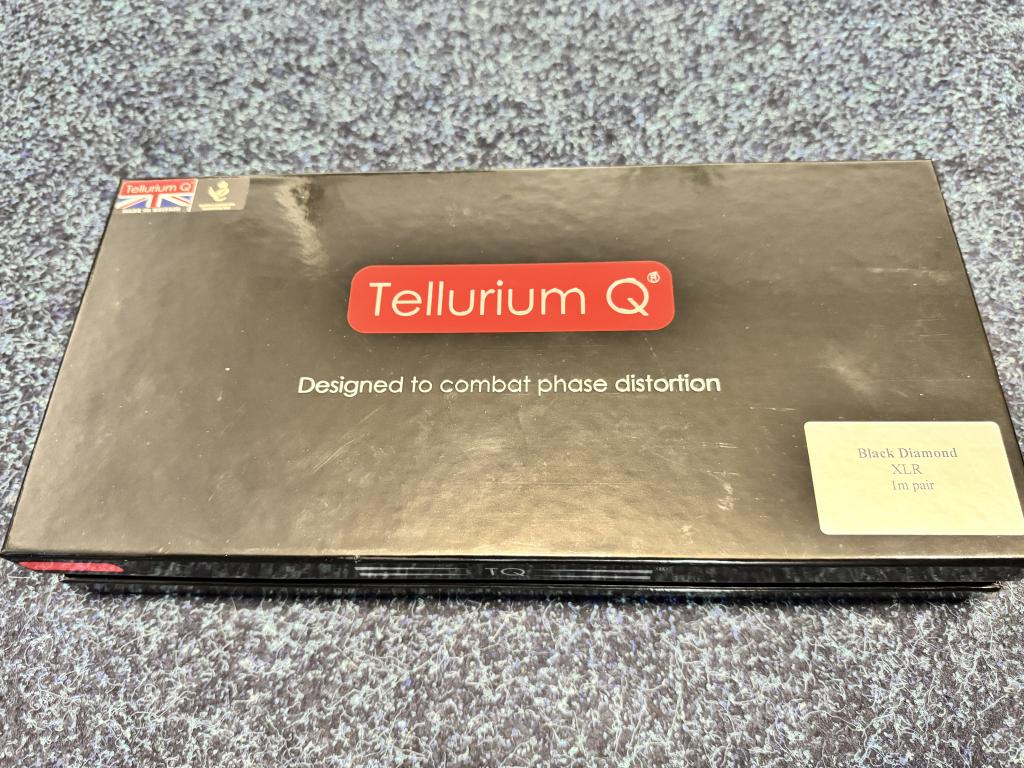 Tellurium Q
MADE IN BRITAIN
Tellurium Q®
Designed to combat phase distortion
Black Diamond
XLR
1m pair
TQ